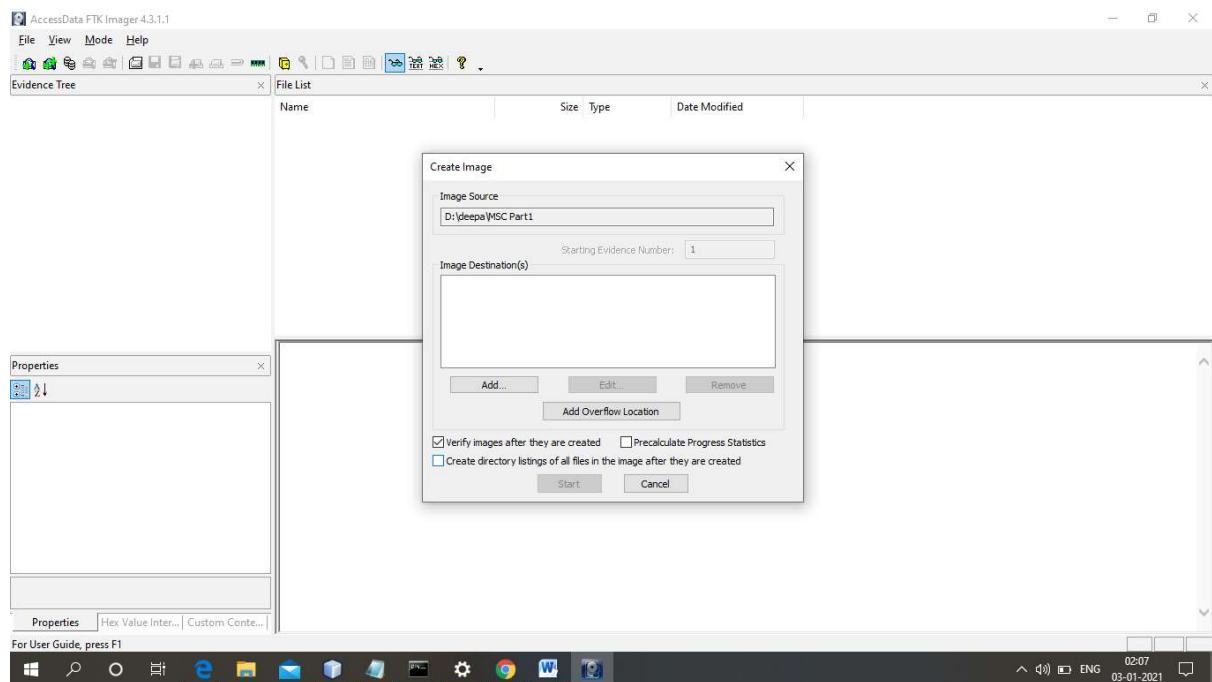 AccessData FTK Imager 4.3.1.1
File View Mode Help
Evidence Tree
File List
Name Size Type Date Modified
Create Image
Image Source
D:\deepa\MSC Part1
Starting Evidence Number: 1
Image Destination(s)
Add... Edit... Remove
Add Overflow Location
Verify images after they are created Precalculate Progress Statistics
Create directory listings of all files in the image after they are created
Start Cancel
Properties
Properties Hex Value Inter... Custom Conte...
For User Guide, press F1
ENG
02:07
03-01-2021